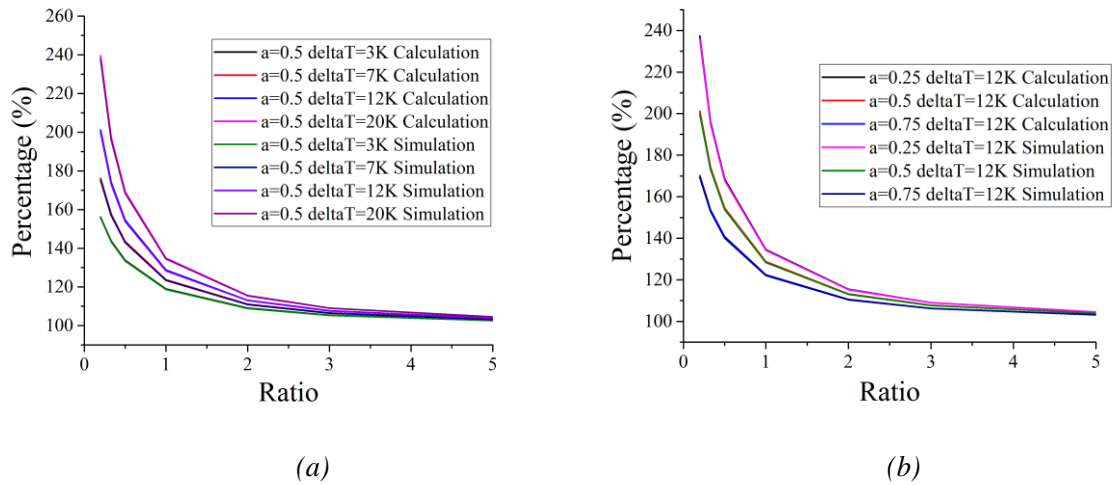 260
240
220
200
180
160
140
120
100
Percentage (%)
a=0.5 deltaT=3K Calculation
a=0.5 deltaT=7K Calculation
a=0.5 deltaT=12K Calculation
a=0.5 deltaT=20K Calculation
a=0.5 deltaT=3K Simulation
a=0.5 deltaT=7K Simulation
a=0.5 deltaT=12K Simulation
a=0.5 deltaT=20K Simulation
0 1 2 3 4 5
Ratio
(a)
240
220
200
180
160
140
120
100
Percentage (%)
a=0.25 deltaT=12K Calculation
a=0.5 deltaT=12K Calculation
a=0.75 deltaT=12K Calculation
a=0.25 deltaT=12K Simulation
a=0.5 deltaT=12K Simulation
a=0.75 deltaT=12K Simulation
0 1 2 3 4 5
Ratio
(b)